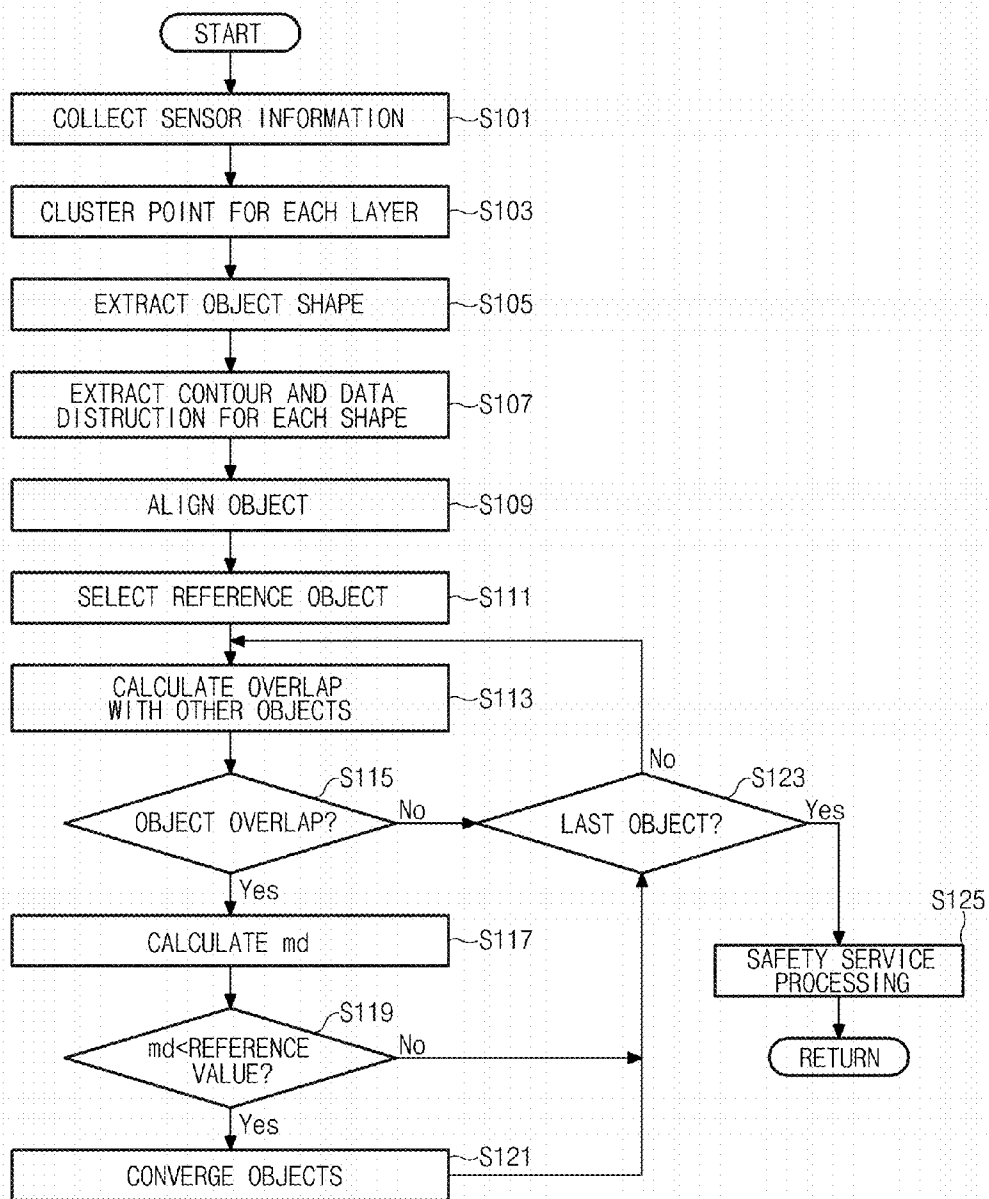 START
COLLECT SENSOR INFORMATION
S101
CLUSTER POINT FOR EACH LAYER
S103
EXTRACT OBJECT SHAPE
S105
EXTRACT CONTOUR AND DATA
DISTRUCTION FOR EACH SHAPE
S107
ALIGN OBJECT
S109
SELECT REFERENCE OBJECT
S111
CALCULATE OVERLAP
WITH OTHER OBJECTS
S113
OBJECT OVERLAP?
S115
No
Yes
LAST OBJECT?
S123
No
Yes
CALCULATE md
S117
md<REFERENCE
VALUE?
S119
No
Yes
CONVERGE OBJECTS
S121
S125
SAFETY SERVICE
PROCESSING
RETURN